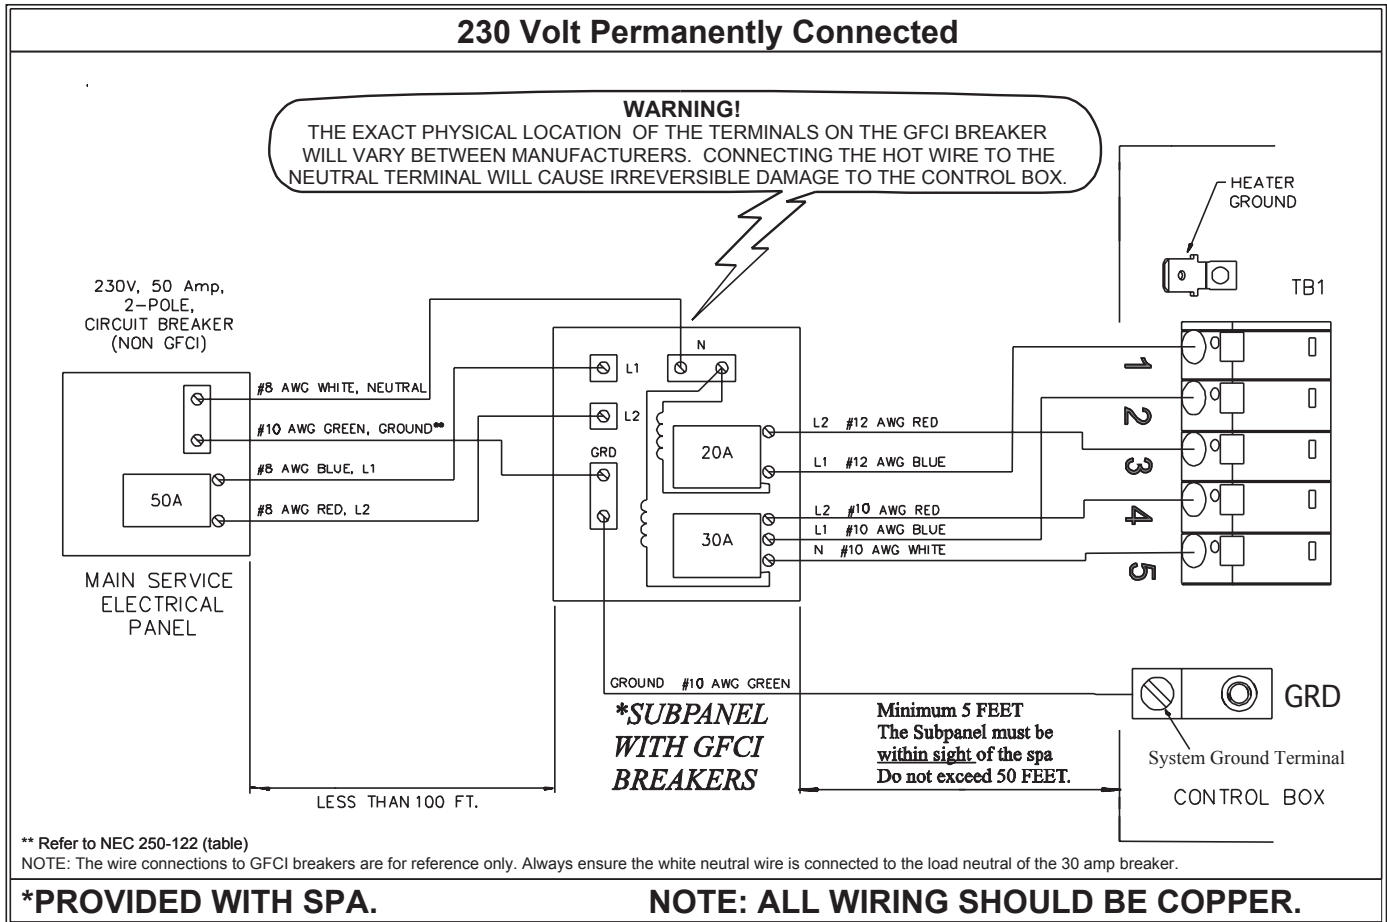 230 Volt Permanently Connected
WARNING!
THE EXACT PHYSICAL LOCATION OF THE TERMINALS ON THE GFCI BREAKER
WILL VARY BETWEEN MANUFACTURERS. CONNECTING THE HOT WIRE TO THE
NEUTRAL TERMINAL WILL CAUSE IRREVERSIBLE DAMAGE TO THE CONTROL BOX.
HEATER
GROUND
TB1
230V, 50 Amp,
2-POLE,
CIRCUIT BREAKER
(NON GFCI)
#8 AWG WHITE, NEUTRAL
#10 AWG GREEN, GROUND**
#8 AWG BLUE, L1
#8 AWG RED, L2
50A
MAIN SERVICE
ELECTRICAL
PANEL
N
L1
L2
GRD
20A
30A
L2 #12 AWG RED
L1 #12 AWG BLUE
L2 #10 AWG RED
L1 #10 AWG BLUE
N #10 AWG WHITE
1
2
3
4
5
GROUND #10 AWG GREEN
*SUBPANEL
WITH GFCI
BREAKERS
Minimum 5 FEET
The Subpanel must be
within sight of the spa
Do not exceed 50 FEET.
GRD
System Ground Terminal
CONTROL BOX
LESS THAN 100 FT.
** Refer to NEC 250-122 (table)
NOTE: The wire connections to GFCI breakers are for reference only. Always ensure the white neutral wire is connected to the load neutral of the 30 amp breaker.
*PROVIDED WITH SPA. NOTE: ALL WIRING SHOULD BE COPPER.